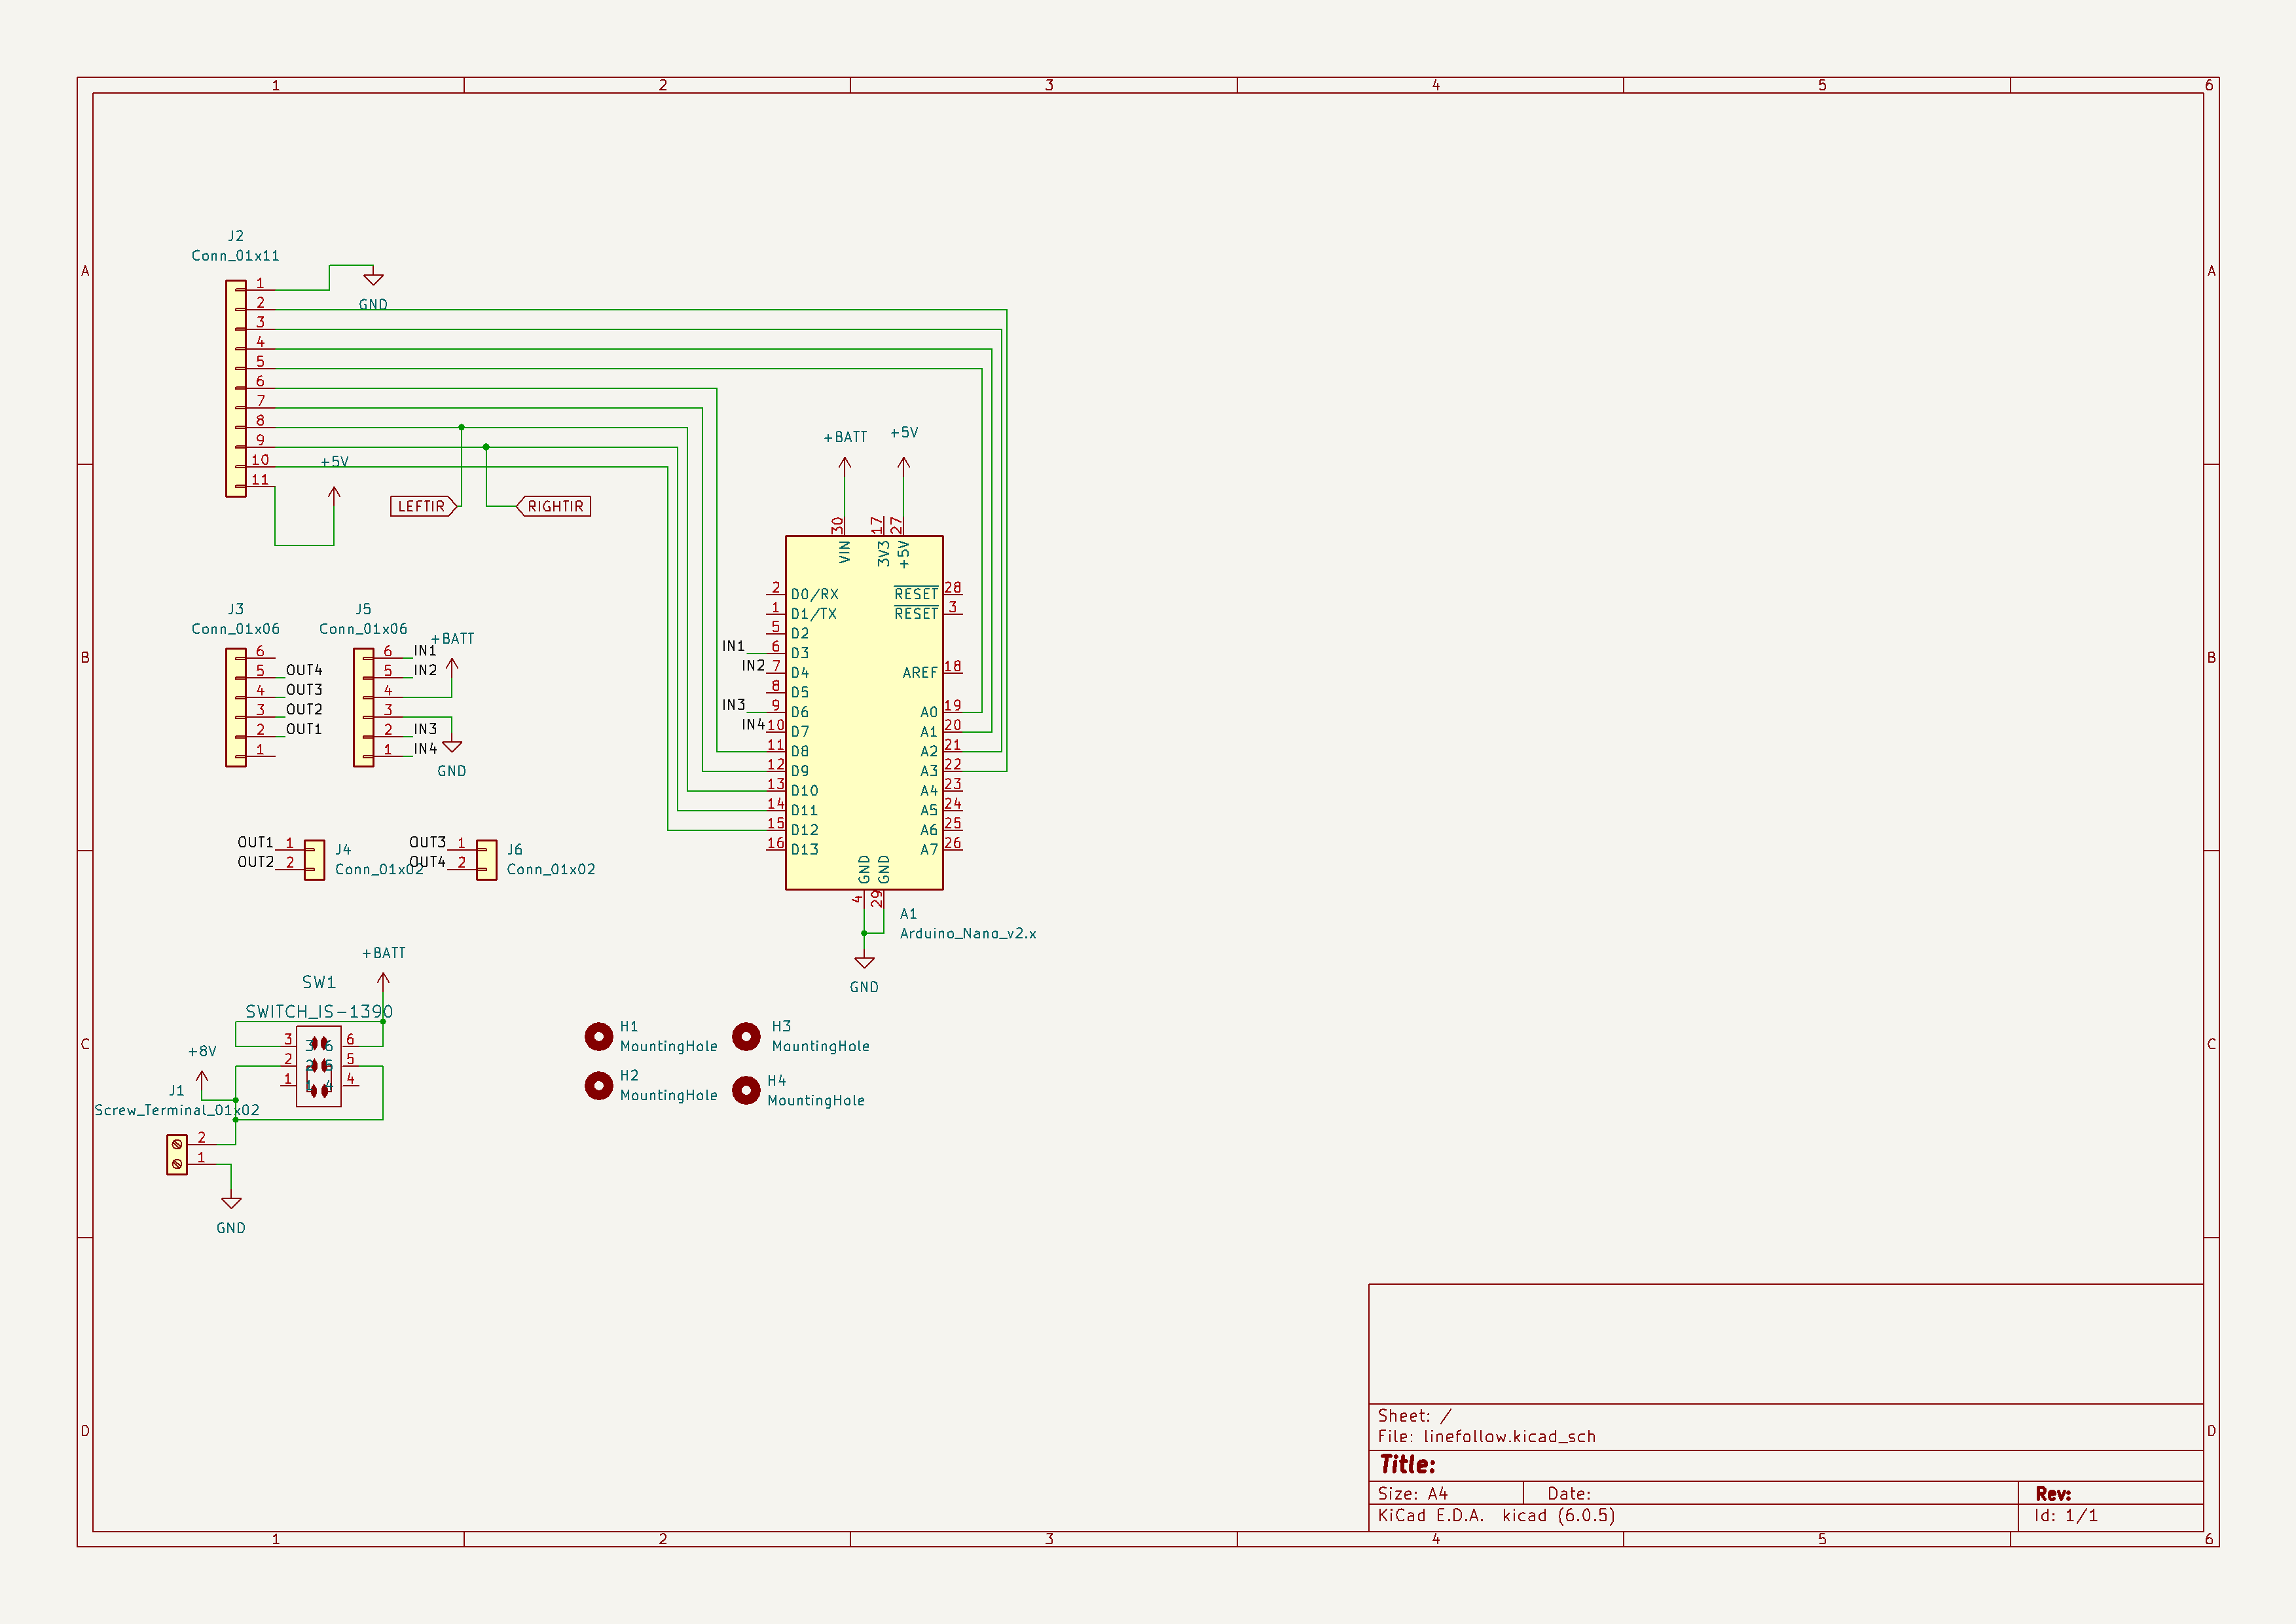 1 2 3 4 5 6
A A
J2
Conn_01x11
1
2
3
4
5
6
7
8
9
10
11
GND
+5V
LEFTIR
RIGHTIR
+BATT
+5V
30
17
27
VIN
3V3
+5V
2 D0/RX
1 D1/TX
5 D2
IN1 6 D3
IN2 7 D4
8 D5
IN3 9 D6
IN4 10 D7
11 D8
12 D9
13 D10
14 D11
15 D12
16 D13
RESET 28
RESET 3
AREF 18
A0 19
A1 20
A2 21
A3 22
A4 23
A5 24
A6 25
A7 26
GND
GND
4
29
A1
Arduino_Nano_v2.x
GND
B B
J3
Conn_01x06
6
5 OUT4
4 OUT3
3 OUT2
2 OUT1
1
J5
Conn_01x06
+BATT
6 IN1
5 IN2
4
3
2 IN3
1 IN4
GND
OUT1 1
OUT2 2
J4
Conn_01x02
OUT3 1
OUT4 2
J6
Conn_01x02
+BATT
SW1
SWITCH_IS-1390
3 3 6 6
2 2 5 5
1 1 4 4
C C
+8V
J1
Screw_Terminal_01x02
2
1
GND
H1
MountingHole
H2
MountingHole
H3
MountingHole
H4
MountingHole
D D
Sheet: /
File: linefollow.kicad_sch
Title:
Size: A4 Date: Rev:
KiCad E.D.A. kicad (6.0.5) Id: 1/1
1 2 3 4 5 6